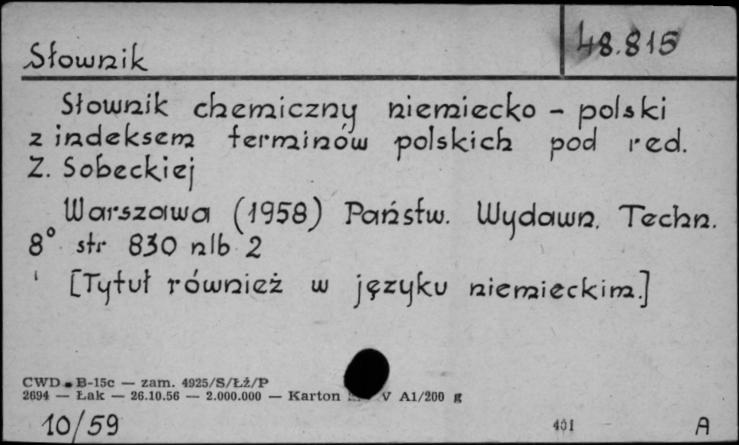 48.815
Słownik
Słownik chemiczny niemiecko - polski
z indeksem terminów polskich pod red.
Z. Sobeckiej
Warszawa (1958) Państw. Wydawn. Techn.
8° str 830 nlb 2
[Tytuł również w języku niemieckim.]
CWD B-15c — zam. 4925/S/Łź/P
2694 — Łak — 26.10.56 — 2.000.000 — Karton V A1/200 g
10/59
401
A